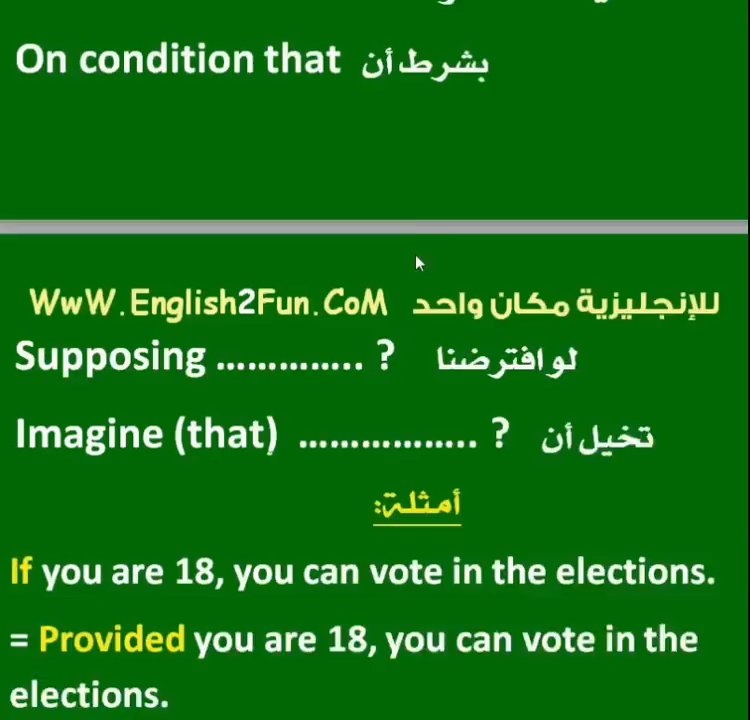 On condition that بشرط أن
WwW.English2Fun.CoM للإنجليزية مكان واحد
Supposing .............. ? لو افترضنا
Imagine (that) ................. ? تخيل أن
أمثلة:
If you are 18, you can vote in the elections.
= Provided you are 18, you can vote in the
elections.